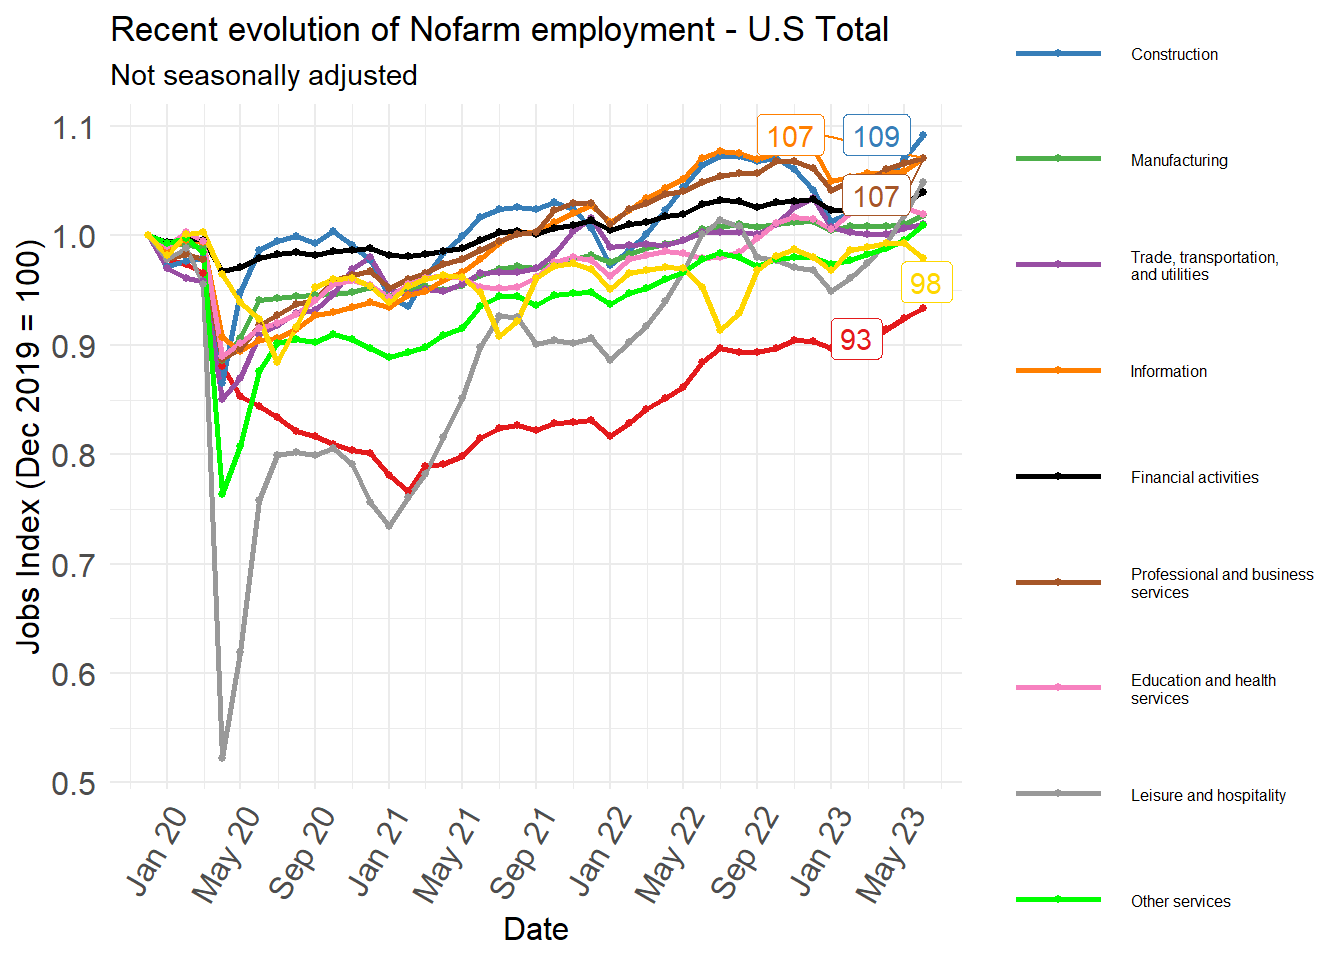 Recent evolution of Nofarm employment - U.S Total
Not seasonally adjusted
Jobs Index (Dec 2019 = 100)
1.1
1.0
0.9
0.8
0.7
0.6
0.5
107
109
107
98
93
Jan 20
May 20
Sep 20
Jan 21
May 21
Sep 21
Jan 22
May 22
Sep 22
Jan 23
May 23
Date
Construction
Manufacturing
Trade, transportation,
and utilities
Information
Financial activities
Professional and business
services
Education and health
services
Leisure and hospitality
Other services